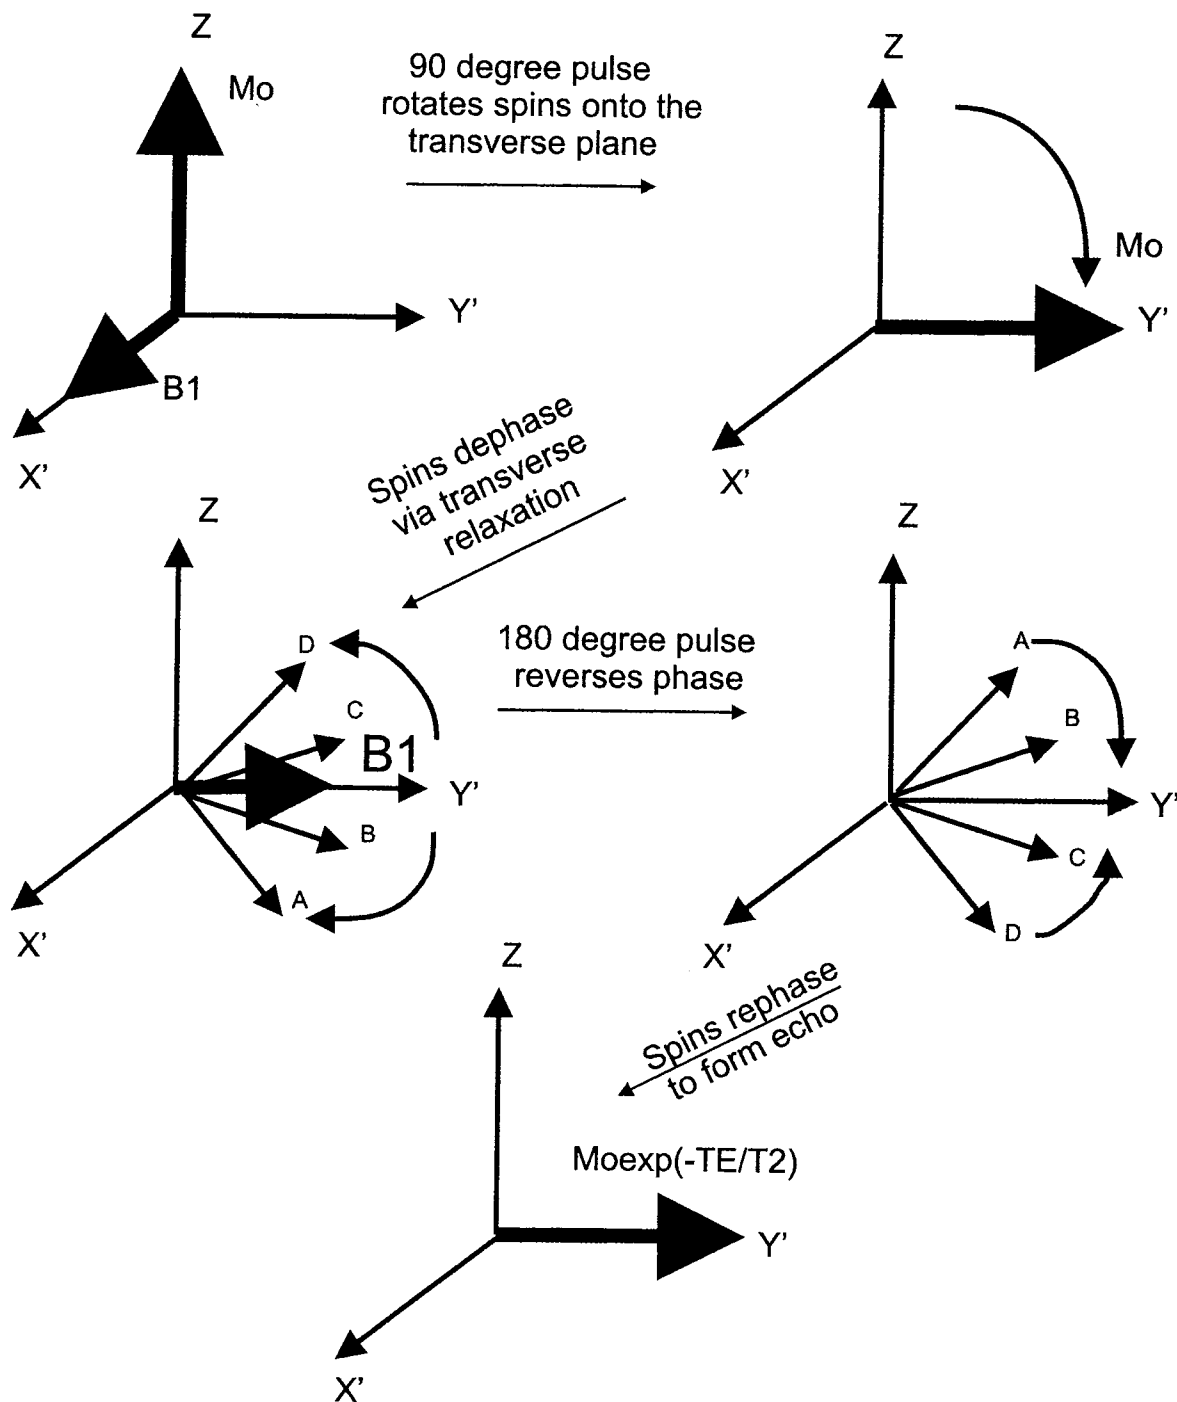 Z
Mo
90 degree pulse
rotates spins onto the
transverse plane
Z
Mo
Y'
B1
X'
Y'
X'
Spins dephase
via transverse
relaxation
Z
D
C
B1
Y'
B
A
X'
180 degree pulse
reverses phase
Z
A
B
Y'
C
D
X'
Spins rephase
to form echo
Z
Moexp(-TE/T2)
Y'
X'